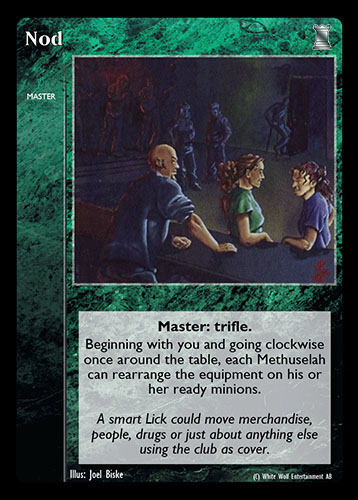 Nod
MASTER
Master: trifle.
Beginning with you and going clockwise
once around the table, each Methuselah
can rearrange the equipment on his or
her ready minions.
A smart Lick could move merchandise,
people, drugs or just about anything else
using the club as cover.
Illus: Joel Biske
(C) White Wolf Entertainment AB